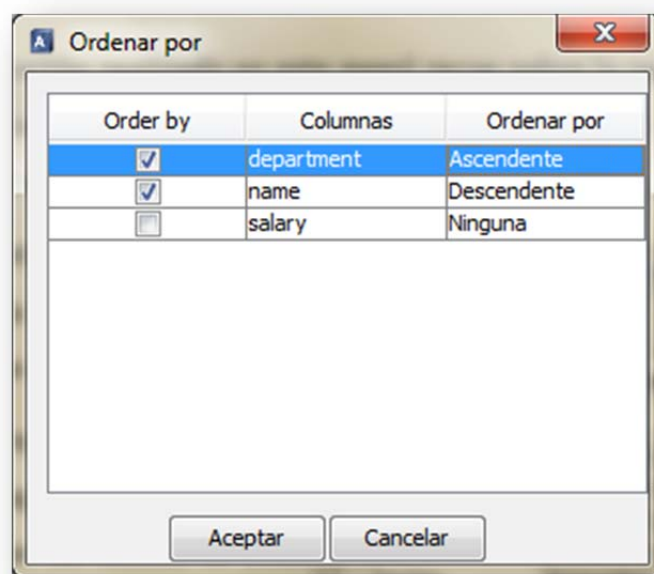 Ordenar por
Order by Columnas Ordenar por
department Ascendente
name Descendente
salary Ninguna
Aceptar Cancelar